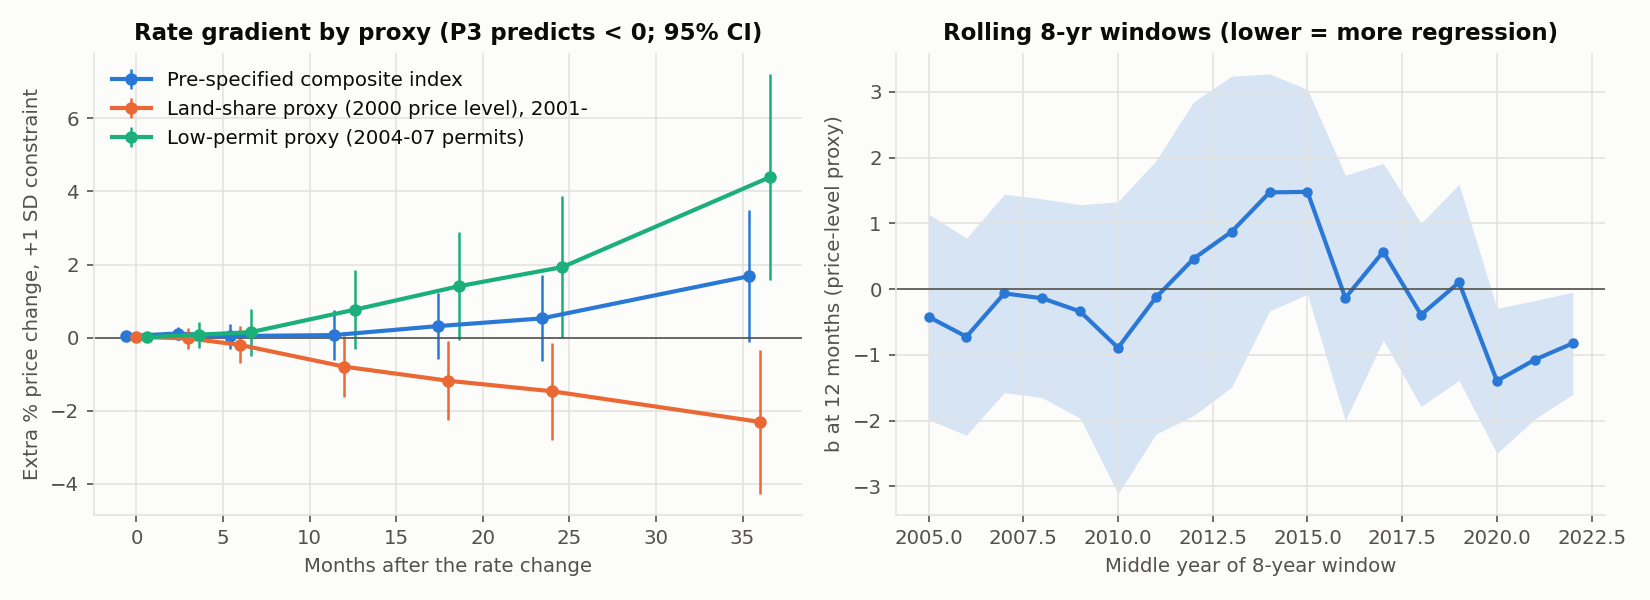 Rate gradient by proxy (P3 predicts < 0; 95% CI)
Pre-specified composite index
Land-share proxy (2000 price level), 2001-
Low-permit proxy (2004-07 permits)
Extra % price change, +1 SD constraint
6
4
2
0
−2
−4
0 5 10 15 20 25 30 35
Months after the rate change
Rolling 8-yr windows (lower = more regression)
b at 12 months (price-level proxy)
3
2
1
0
−1
−2
−3
2005.0 2007.5 2010.0 2012.5 2015.0 2017.5 2020.0 2022.5
Middle year of 8-year window